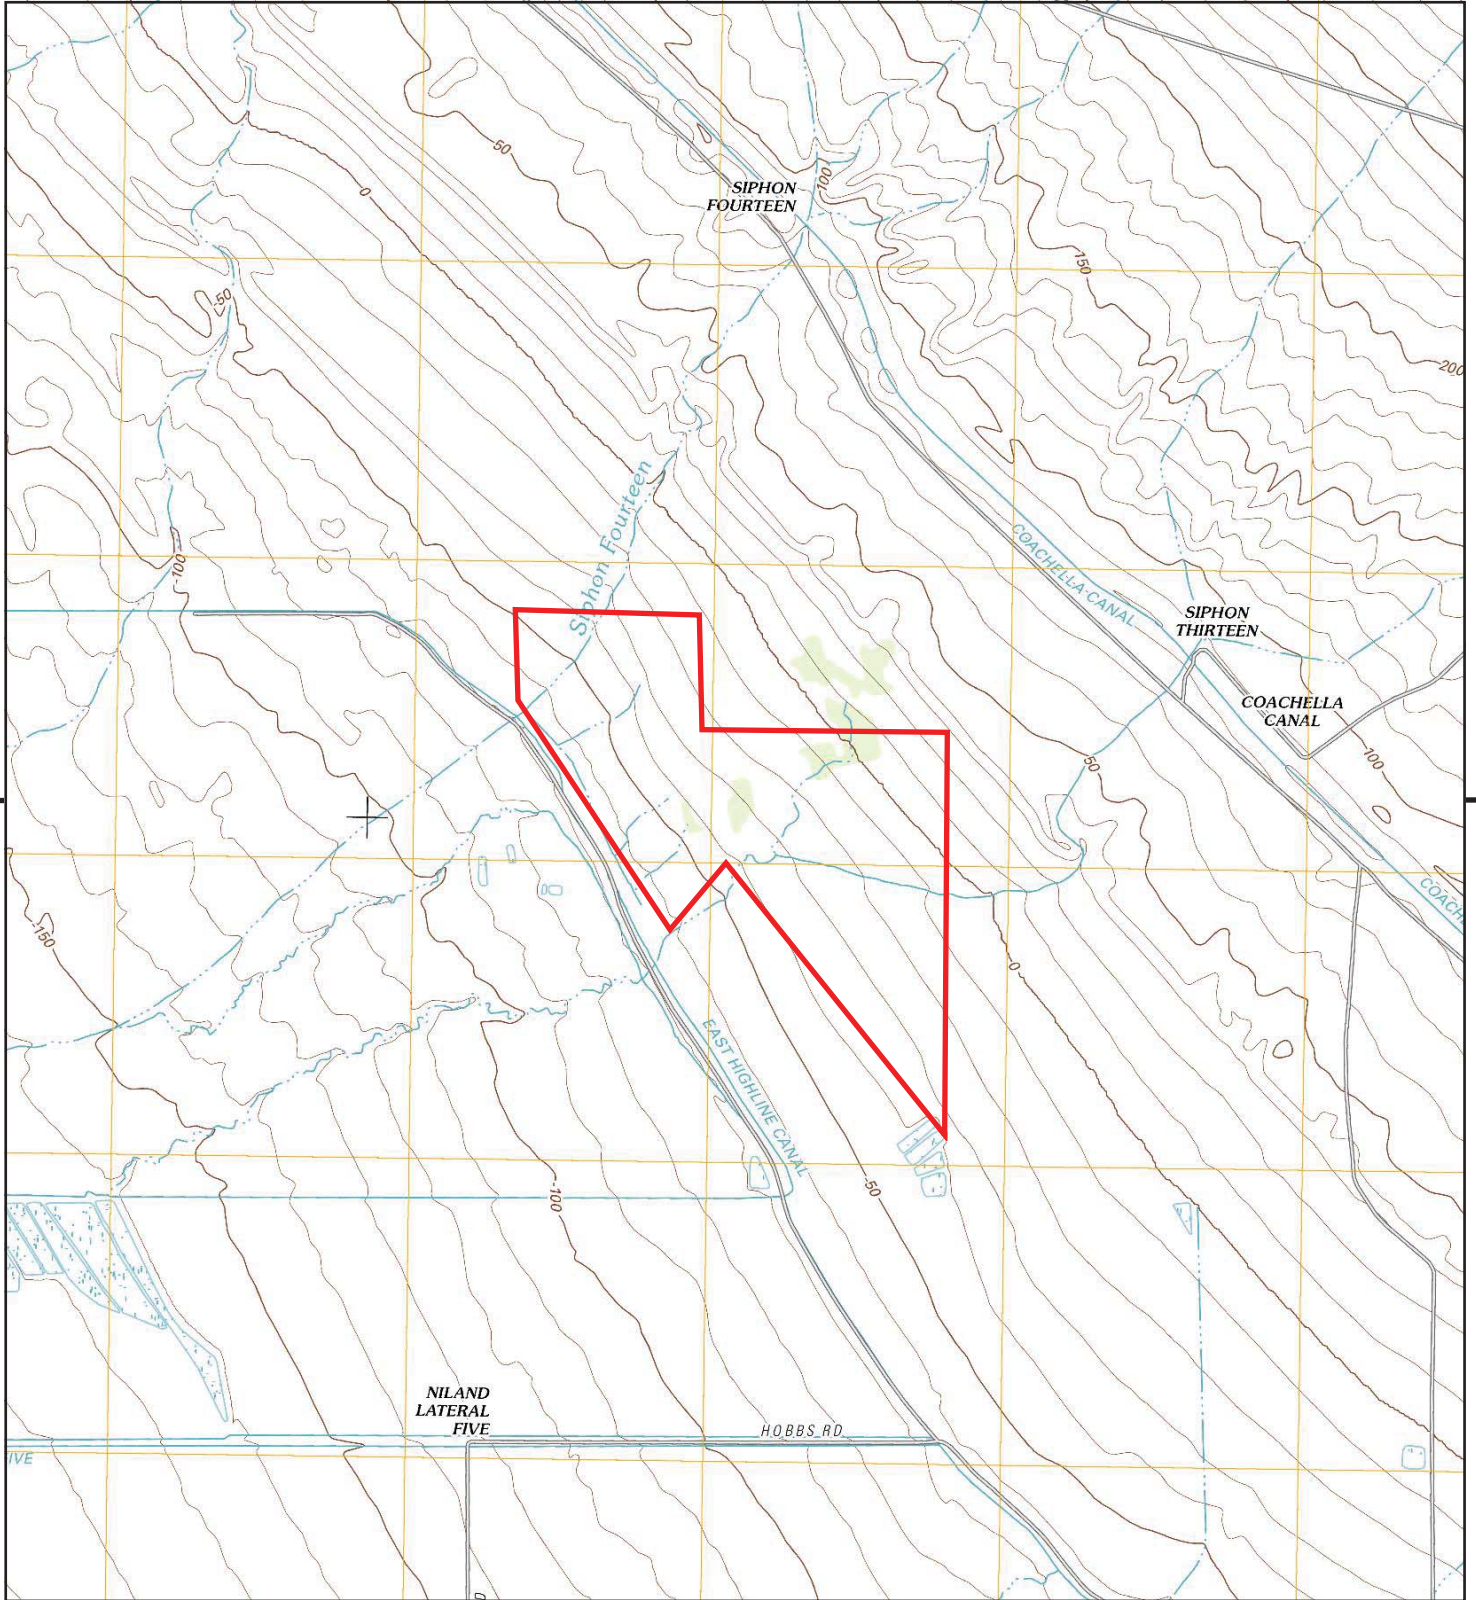 50
0
SIPHON
FOURTEEN
100
150
-50
200
Siphon Fourteen
COACHELLA CANAL
-100
SIPHON
THIRTEEN
COACHELLA
CANAL
50
100
-150
COACH
0
EAST HIGHLINE CANAL
-100
-50
NILAND
LATERAL
FIVE
HOBBS RD
IVE
D